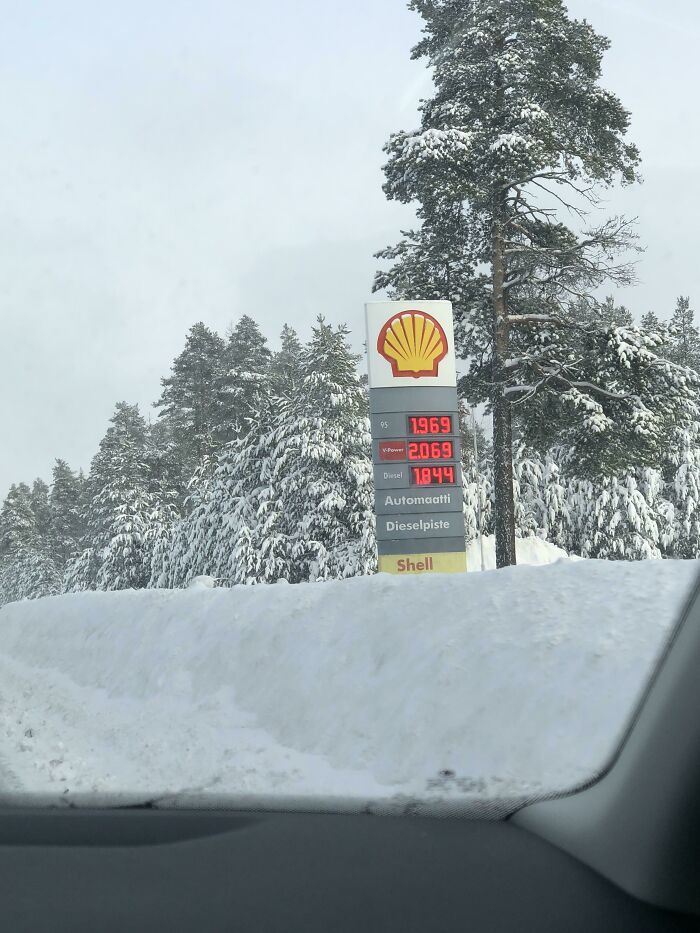 95 1.969
V-Power 2.069
Diesel 1.844
Automaatti
Dieselpiste
Shell